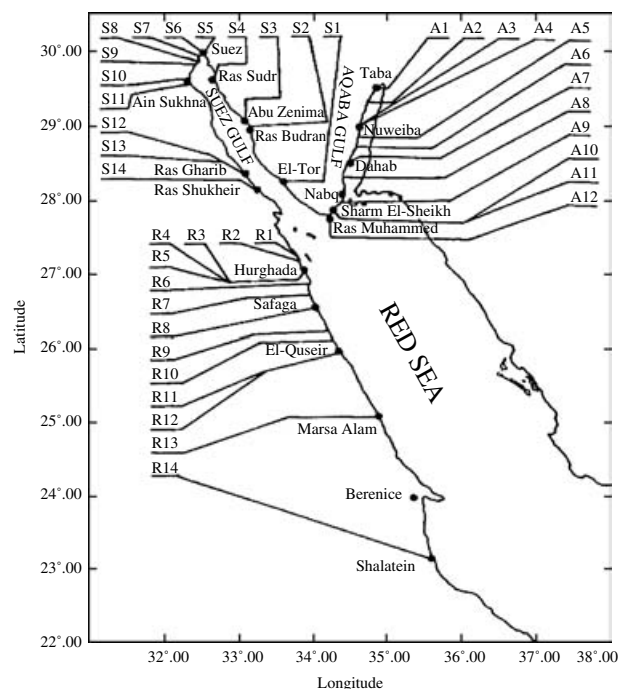 S8 S7 S6 S5 S4 S3 S2 S1 A1 A2 A3 A4 A5
30°.00
S9
Suez
Taba
A6
S10
Ras Sudr
A7
S11
Ain Sukhna
SUEZ GULF
AQABA GULF
Abu Zenima
A8
29°.00
Ras Budran
Nuweiba
A9
S12
S13
El-Tor
Dahab
A10
S14
Ras Gharib
Nabq
A11
28°.00
Ras Shukheir
Sharm El-Sheikh
A12
Ras Muhammed
R4 R3 R2 R1
R5
27°.00
Hurghada
R6
R7
Safaga
R8
RED SEA
26°.00
R9
El-Quseir
R10
R11
R12
25°.00
R13
Marsa Alam
R14
24°.00
Berenice
23°.00
Shalatein
22°.00
32°.00 33°.00 34°.00 35°.00 36°.00 37°.00 38°.00
Longitude
Latitude